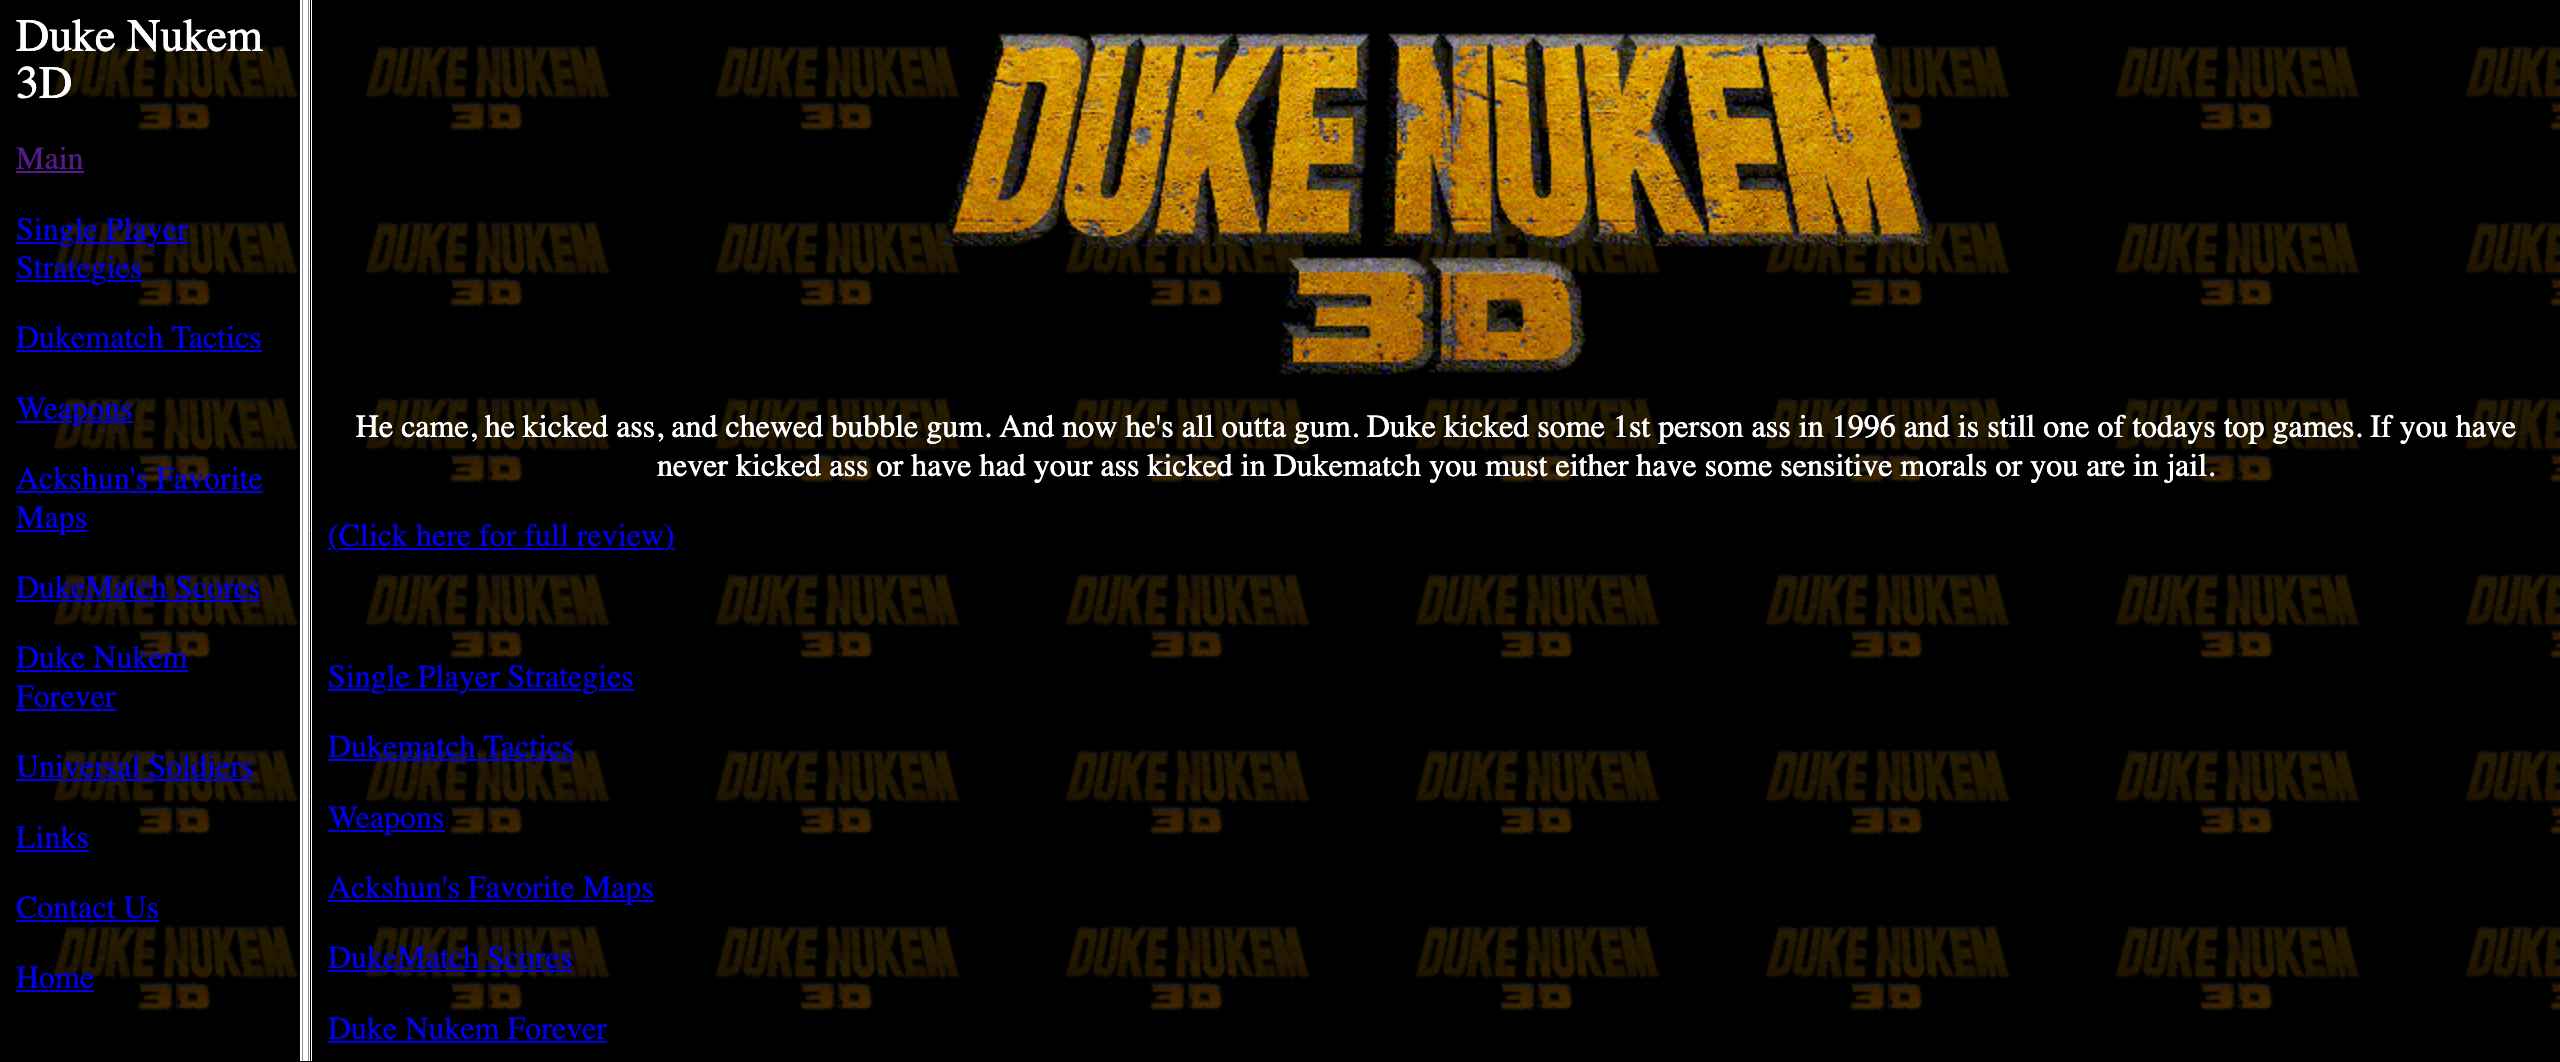 Duke Nukem
3D
Main
Single Player
Strategies
Dukematch Tactics
Weapons
Ackshun's Favorite
Maps
DukeMatch Scores
Duke Nukem
Forever
Universal Soldiers
Links
Contact Us
Home
DUKE NUKEM
3D
He came, he kicked ass, and chewed bubble gum. And now he's all outta gum. Duke kicked some 1st person ass in 1996 and is still one of todays top games. If you have
never kicked ass or have had your ass kicked in Dukematch you must either have some sensitive morals or you are in jail.
(Click here for full review)
Single Player Strategies
Dukematch Tactics
Weapons
Ackshun's Favorite Maps
DukeMatch Scores
Duke Nukem Forever